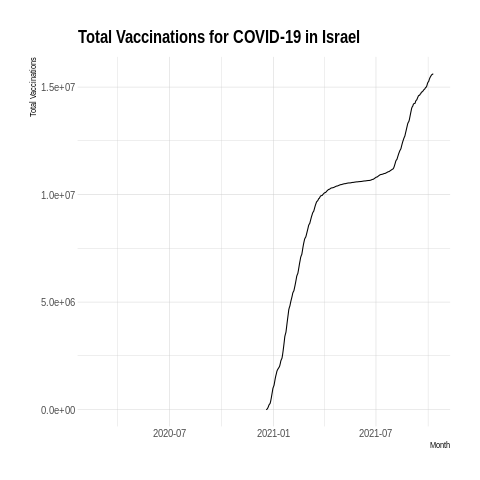 Total Vaccinations for COVID-19 in Israel
Total Vaccinations
1.5e+07
1.0e+07
5.0e+06
0.0e+00
2020-07 2021-01 2021-07
Month